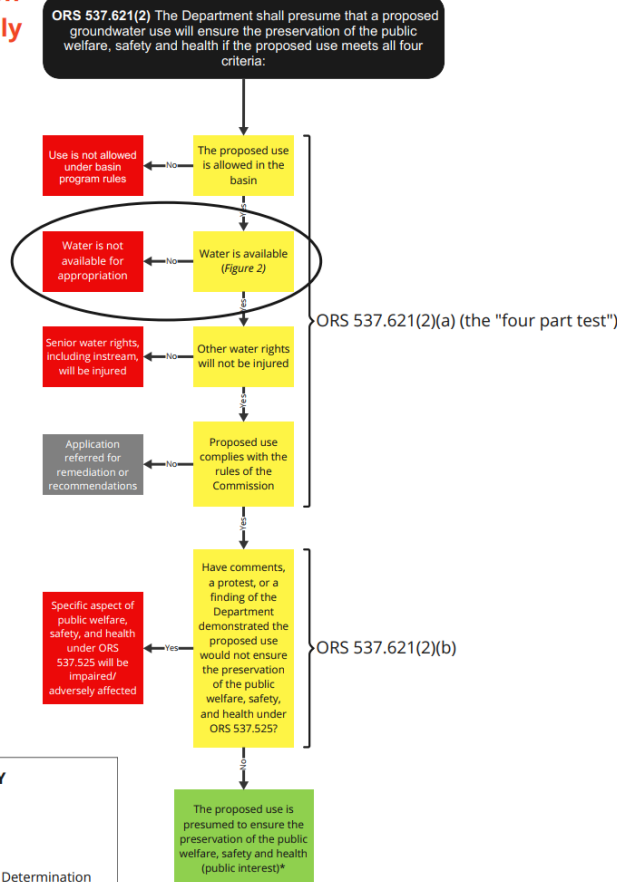 ly
ORS 537.621(2) The Department shall presume that a proposed
groundwater use will ensure the preservation of the public
welfare, safety and health if the proposed use meets all four
criteria:
Use is not allowed
under basin
program rules
No
The proposed use
is allowed in the
basin
Yes
Water is not
available for
appropriation
No
Water is available
(Figure 2)
Yes
ORS 537.621(2)(a) (the "four part test")
Senior water rights,
including instream,
will be injured
No
Other water rights
will not be injured
Yes
Application
referred for
remediation or
recommendations
No
Proposed use
complies with the
rules of the
Commission
Yes
Specific aspect of
public welfare,
safety, and health
under ORS
537.525 will be
impaired/
adversely affected
Yes
Have comments,
a protest, or a
finding of the
Department
demonstrated the
proposed use
would not ensure
the preservation
of the public
welfare, safety,
and health under
ORS 537.525?
ORS 537.621(2)(b)
No
Y
The proposed use is
presumed to ensure the
preservation of the public
welfare, safety and health
(public interest)*
Determination